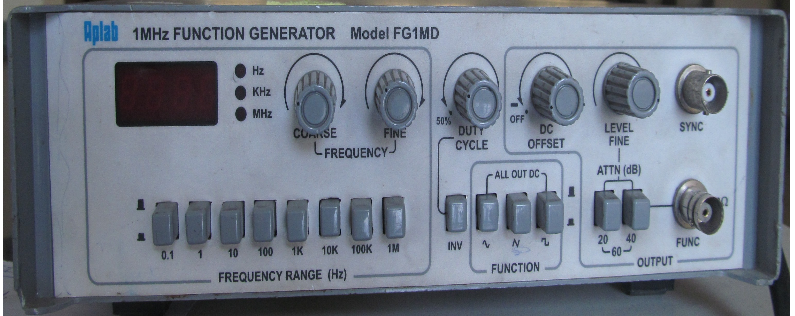 Aplab 1MHz FUNCTION GENERATOR Model FG1MD
Hz
KHz
MHz
COARSE FINE
FREQUENCY
50%
DUTY
CYCLE
OFF
DC
OFFSET
LEVEL
FINE
SYNC
ALL OUT DC
ATTN (dB)
0.1 1 10 100 1K 10K 100K 1M
FREQUENCY RANGE (Hz)
INV
FUNCTION
20 40
60
OUTPUT
FUNC
Ω